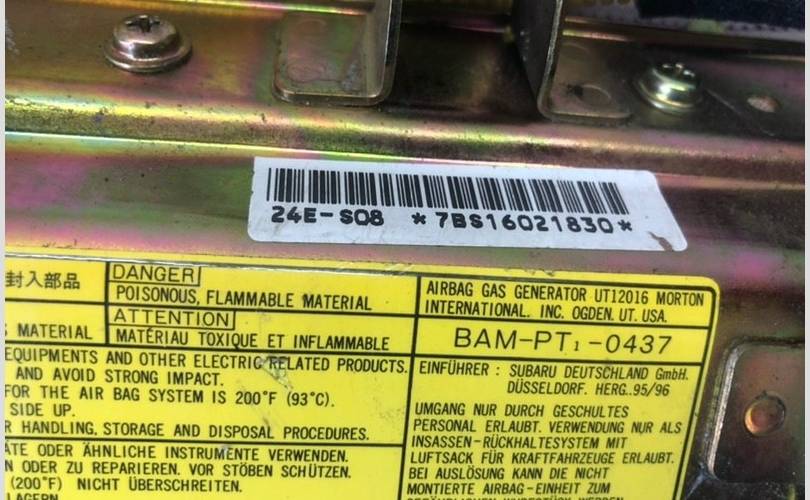 24E-S08 *7BS16021830*
封入部品
DANGER
POISONOUS, FLAMMABLE MATERIAL
S MATERIAL
ATTENTION
MATÉRIAU TOXIQUE ET INFLAMMABLE
EQUIPMENTS AND OTHER ELECTRIC-RELATED PRODUCTS.
AND AVOID STRONG IMPACT.
FOR THE AIR BAG SYSTEM IS 200°F (93°C).
SIDE UP.
R HANDLING, STORAGE AND DISPOSAL PROCEDURES.
ATE ODER ÄHNLICHE INSTRUMENTE VERWENDEN.
N ODER ZU REPARIEREN. VOR STÖBEN SCHÜTZEN.
(200°F) NICHT ÜBERSCHREITEN.
LAGERN
AIRBAG GAS GENERATOR UT12016 MORTON
INTERNATIONAL. INC. OGDEN. UT. USA.
BAM-PT₁-0437
EINFÜHRER : SUBARU DEUTSCHLAND GmbH.
DÜSSELDORF. HERG..95/96
UMGANG NUR DURCH GESCHULTES
PERSONAL ERLAUBT. VERWENDUNG NUR ALS
INSASSEN-RÜCKHALTESYSTEM MIT
LUFTSACK FÜR KRAFTFAHRZEUGE ERLAUBT.
BEI AUSLÖSUNG KANN DIE NICHT
MONTIERTE AIRBAG-EINHEIT ZUM